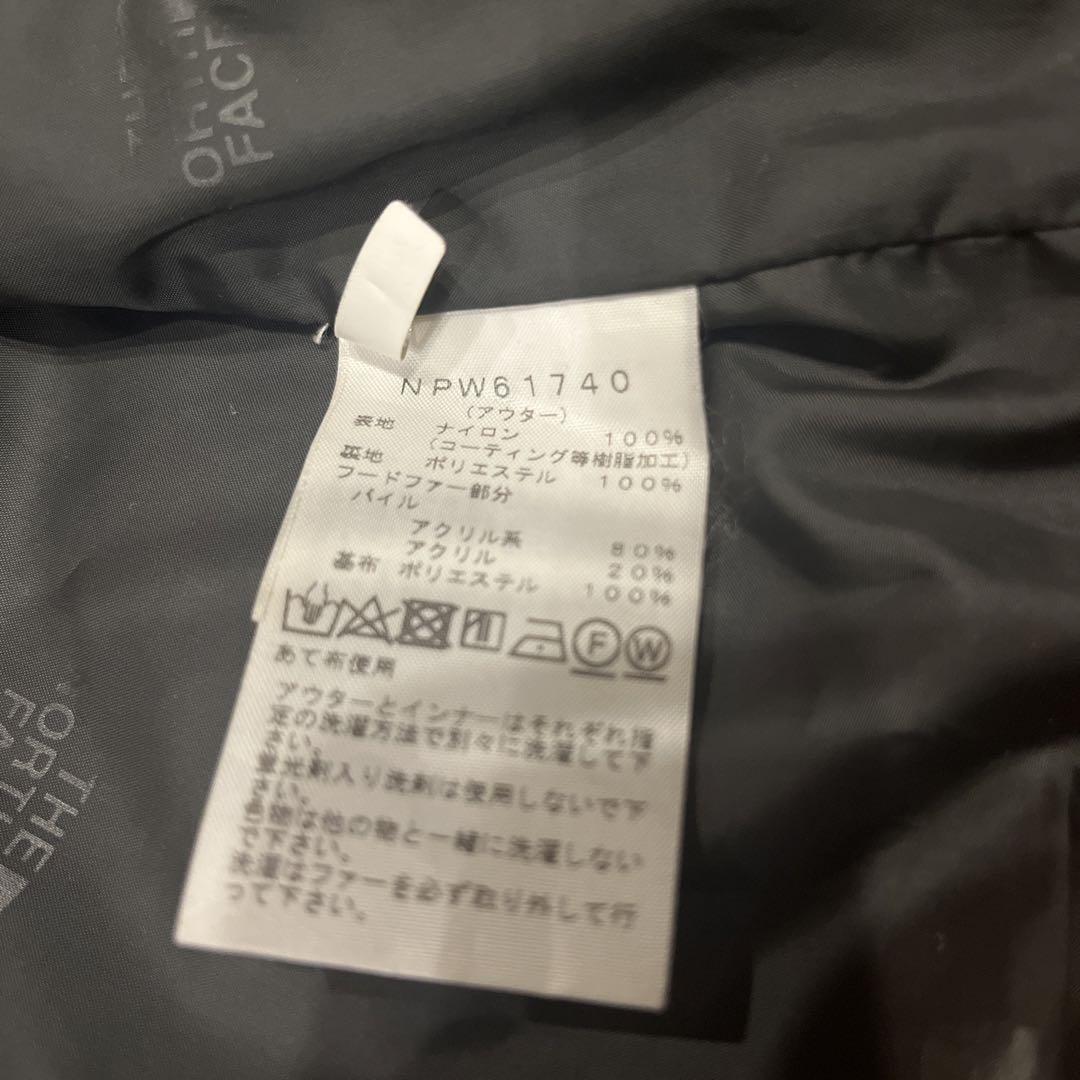 ORTH
FACE
NPW61740
(アウター)
表地 ナイロン 100%
(コーティング等樹脂加工)
裏地 ポリエステル 100%
フードファー部分
パイル
アクリル系 80%
アクリル 20%
基布 ポリエステル 100%
F W
あて布使用
アウターとインナーはそれぞれ指
定の洗濯方法で別々に洗濯して下
さい。
蛍光剤入り洗剤は使用しないで下
さい。
色物は他の物と一緒に洗濯しない
で下さい。
洗濯はファーを必ず取り外して行
って下さい。
THE
ORTH